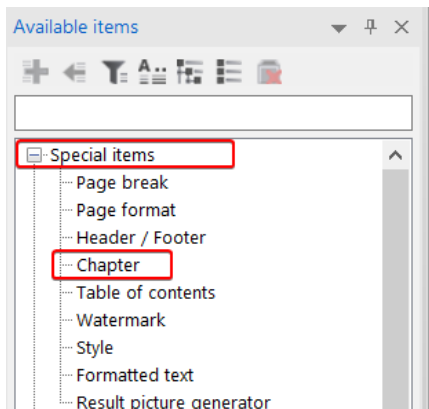 Available items
Special items
Page break
Page format
Header / Footer
Chapter
Table of contents
Watermark
Style
Formatted text
Result picture generator